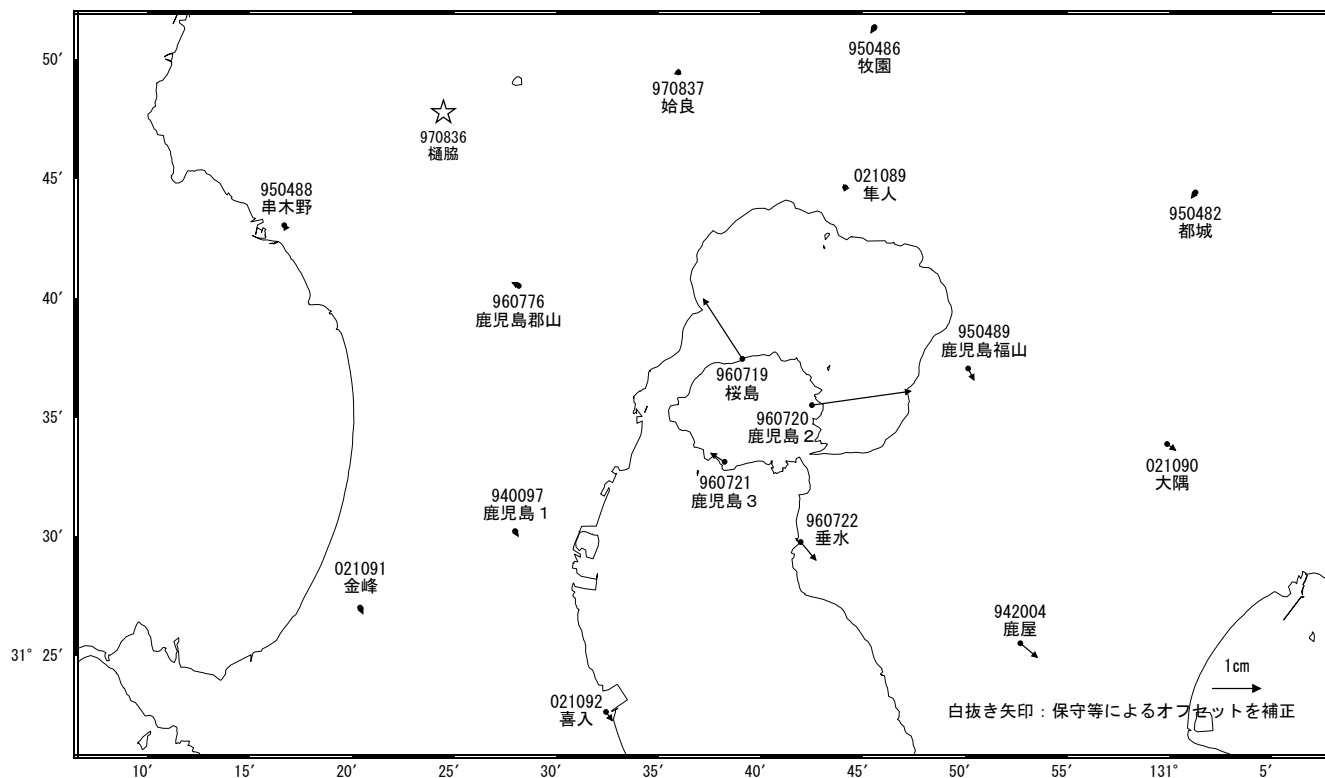 50′
950486
牧園
970837
姶良
970836
樋脇
45′
950488
串木野
021089
隼人
950482
都城
40′
960776
鹿児島郡山
950489
鹿児島福山
960719
桜島
35′
960720
鹿児島２
021090
大隅
960721
鹿児島３
940097
鹿児島１
30′
960722
垂水
021091
金峰
942004
鹿屋
31° 25′
1cm
021092
喜入
白抜き矢印：保守等によるオフセットを補正
10′ 15′ 20′ 25′ 30′ 35′ 40′ 45′ 50′ 55′ 131° 5′